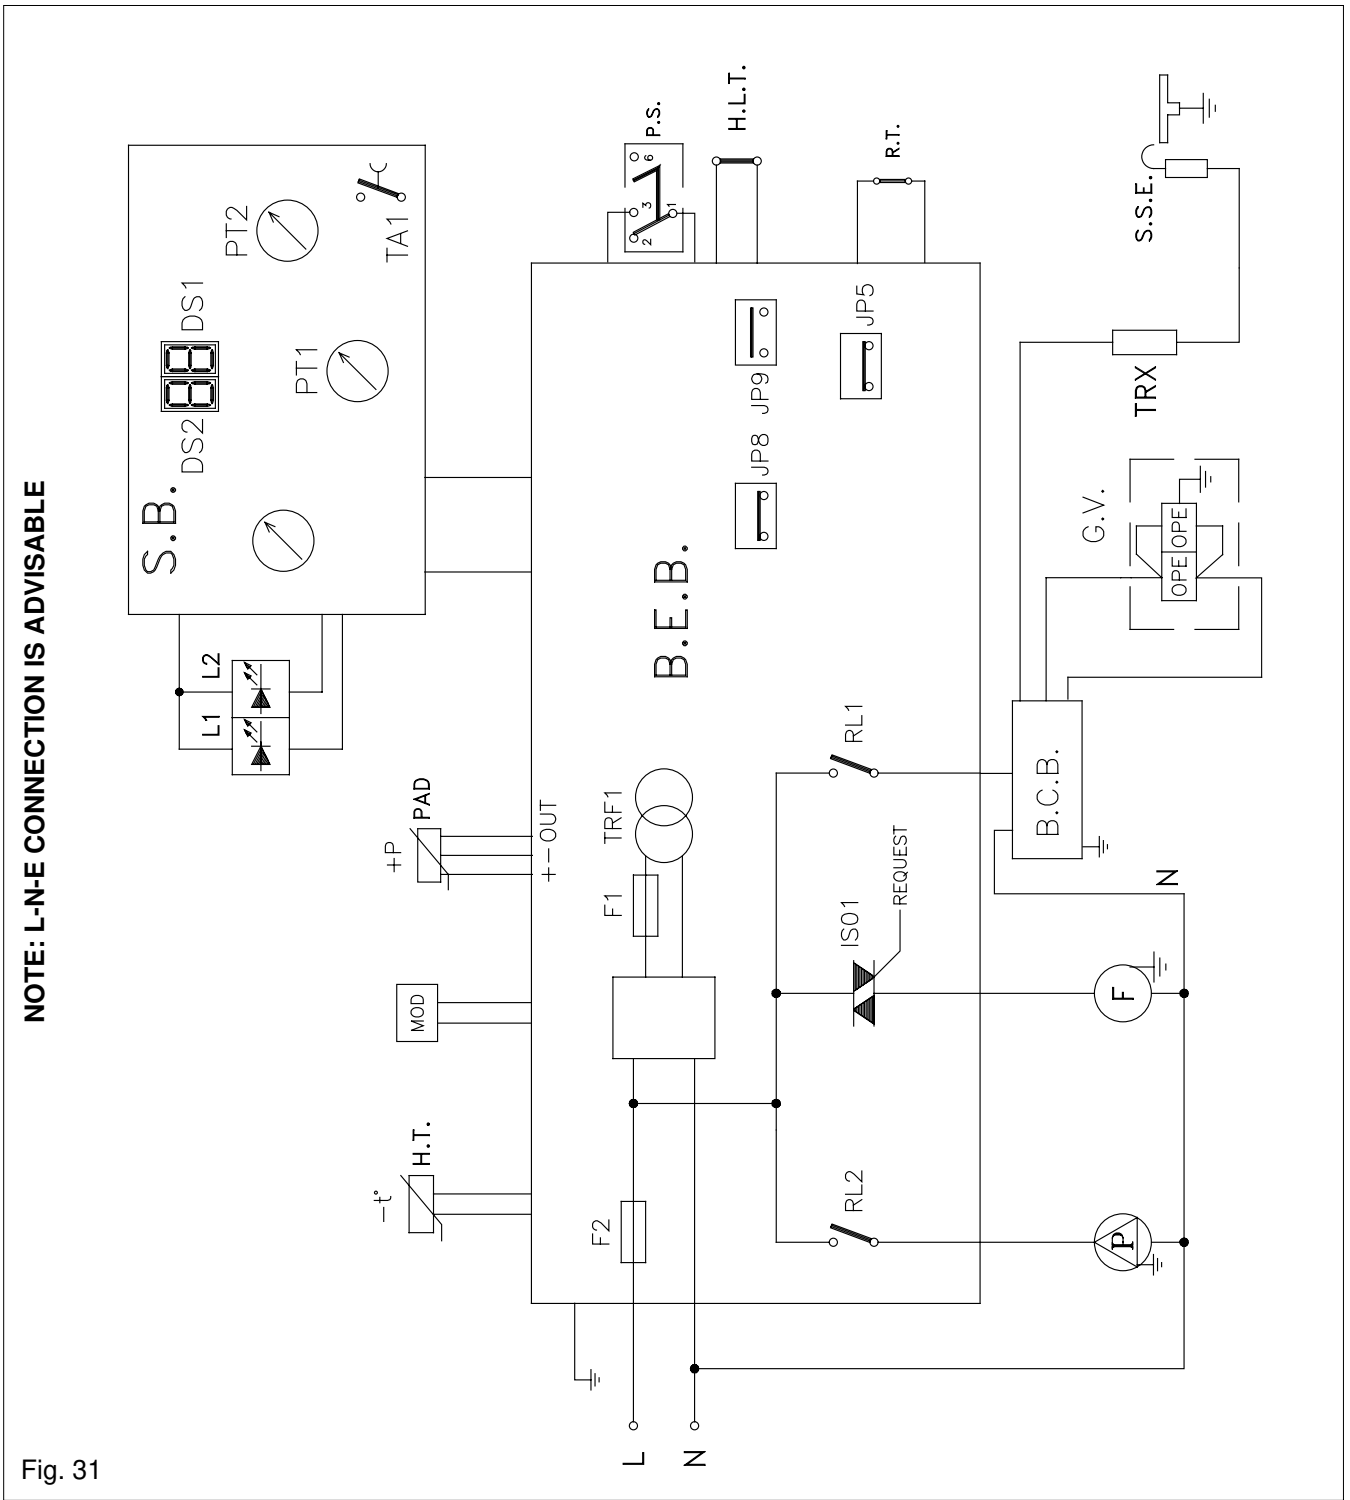 NOTE: L-N-E CONNECTION IS ADVISABLE
S.B.
DS2
DS1
PT1
PT2
TA1
L1
L2
-t°
H.T.
MOD
+P
PAD
+-OUT
P.S.
2
3
1
6
H.L.T.
R.T.
B.E.B.
JP8
JP9
JP5
F2
F1
TRF1
RL2
ISO1
REQUEST
RL1
L
N
P
F
N
B.C.B.
G.V.
OPE
OPE
TRX
S.S.E.
Fig. 31